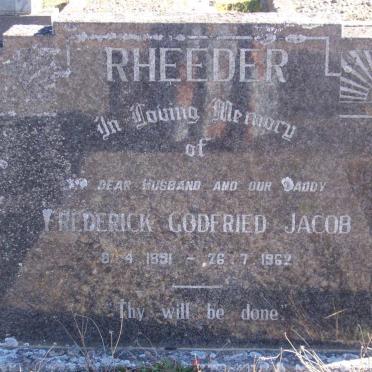 RHEEDER
In Loving Memory
of
MY DEAR HUSBAND AND OUR DADDY
FREDERICK GODFRIED JACOB
8. 4. 1891 – 26. 7. 1962
Thy will be done.